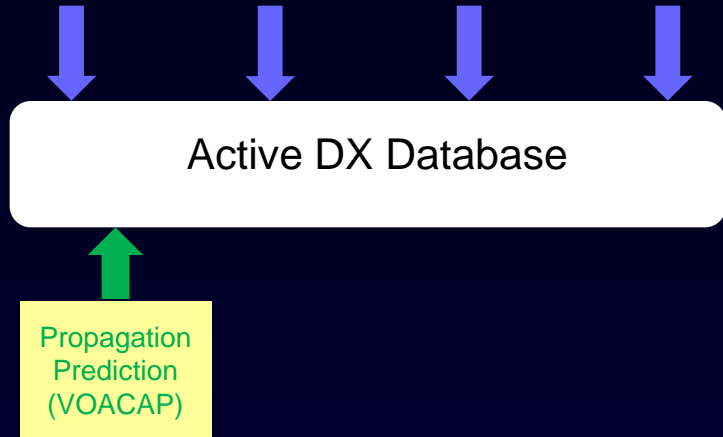 Active DX Database
Propagation
Prediction
(VOACAP)